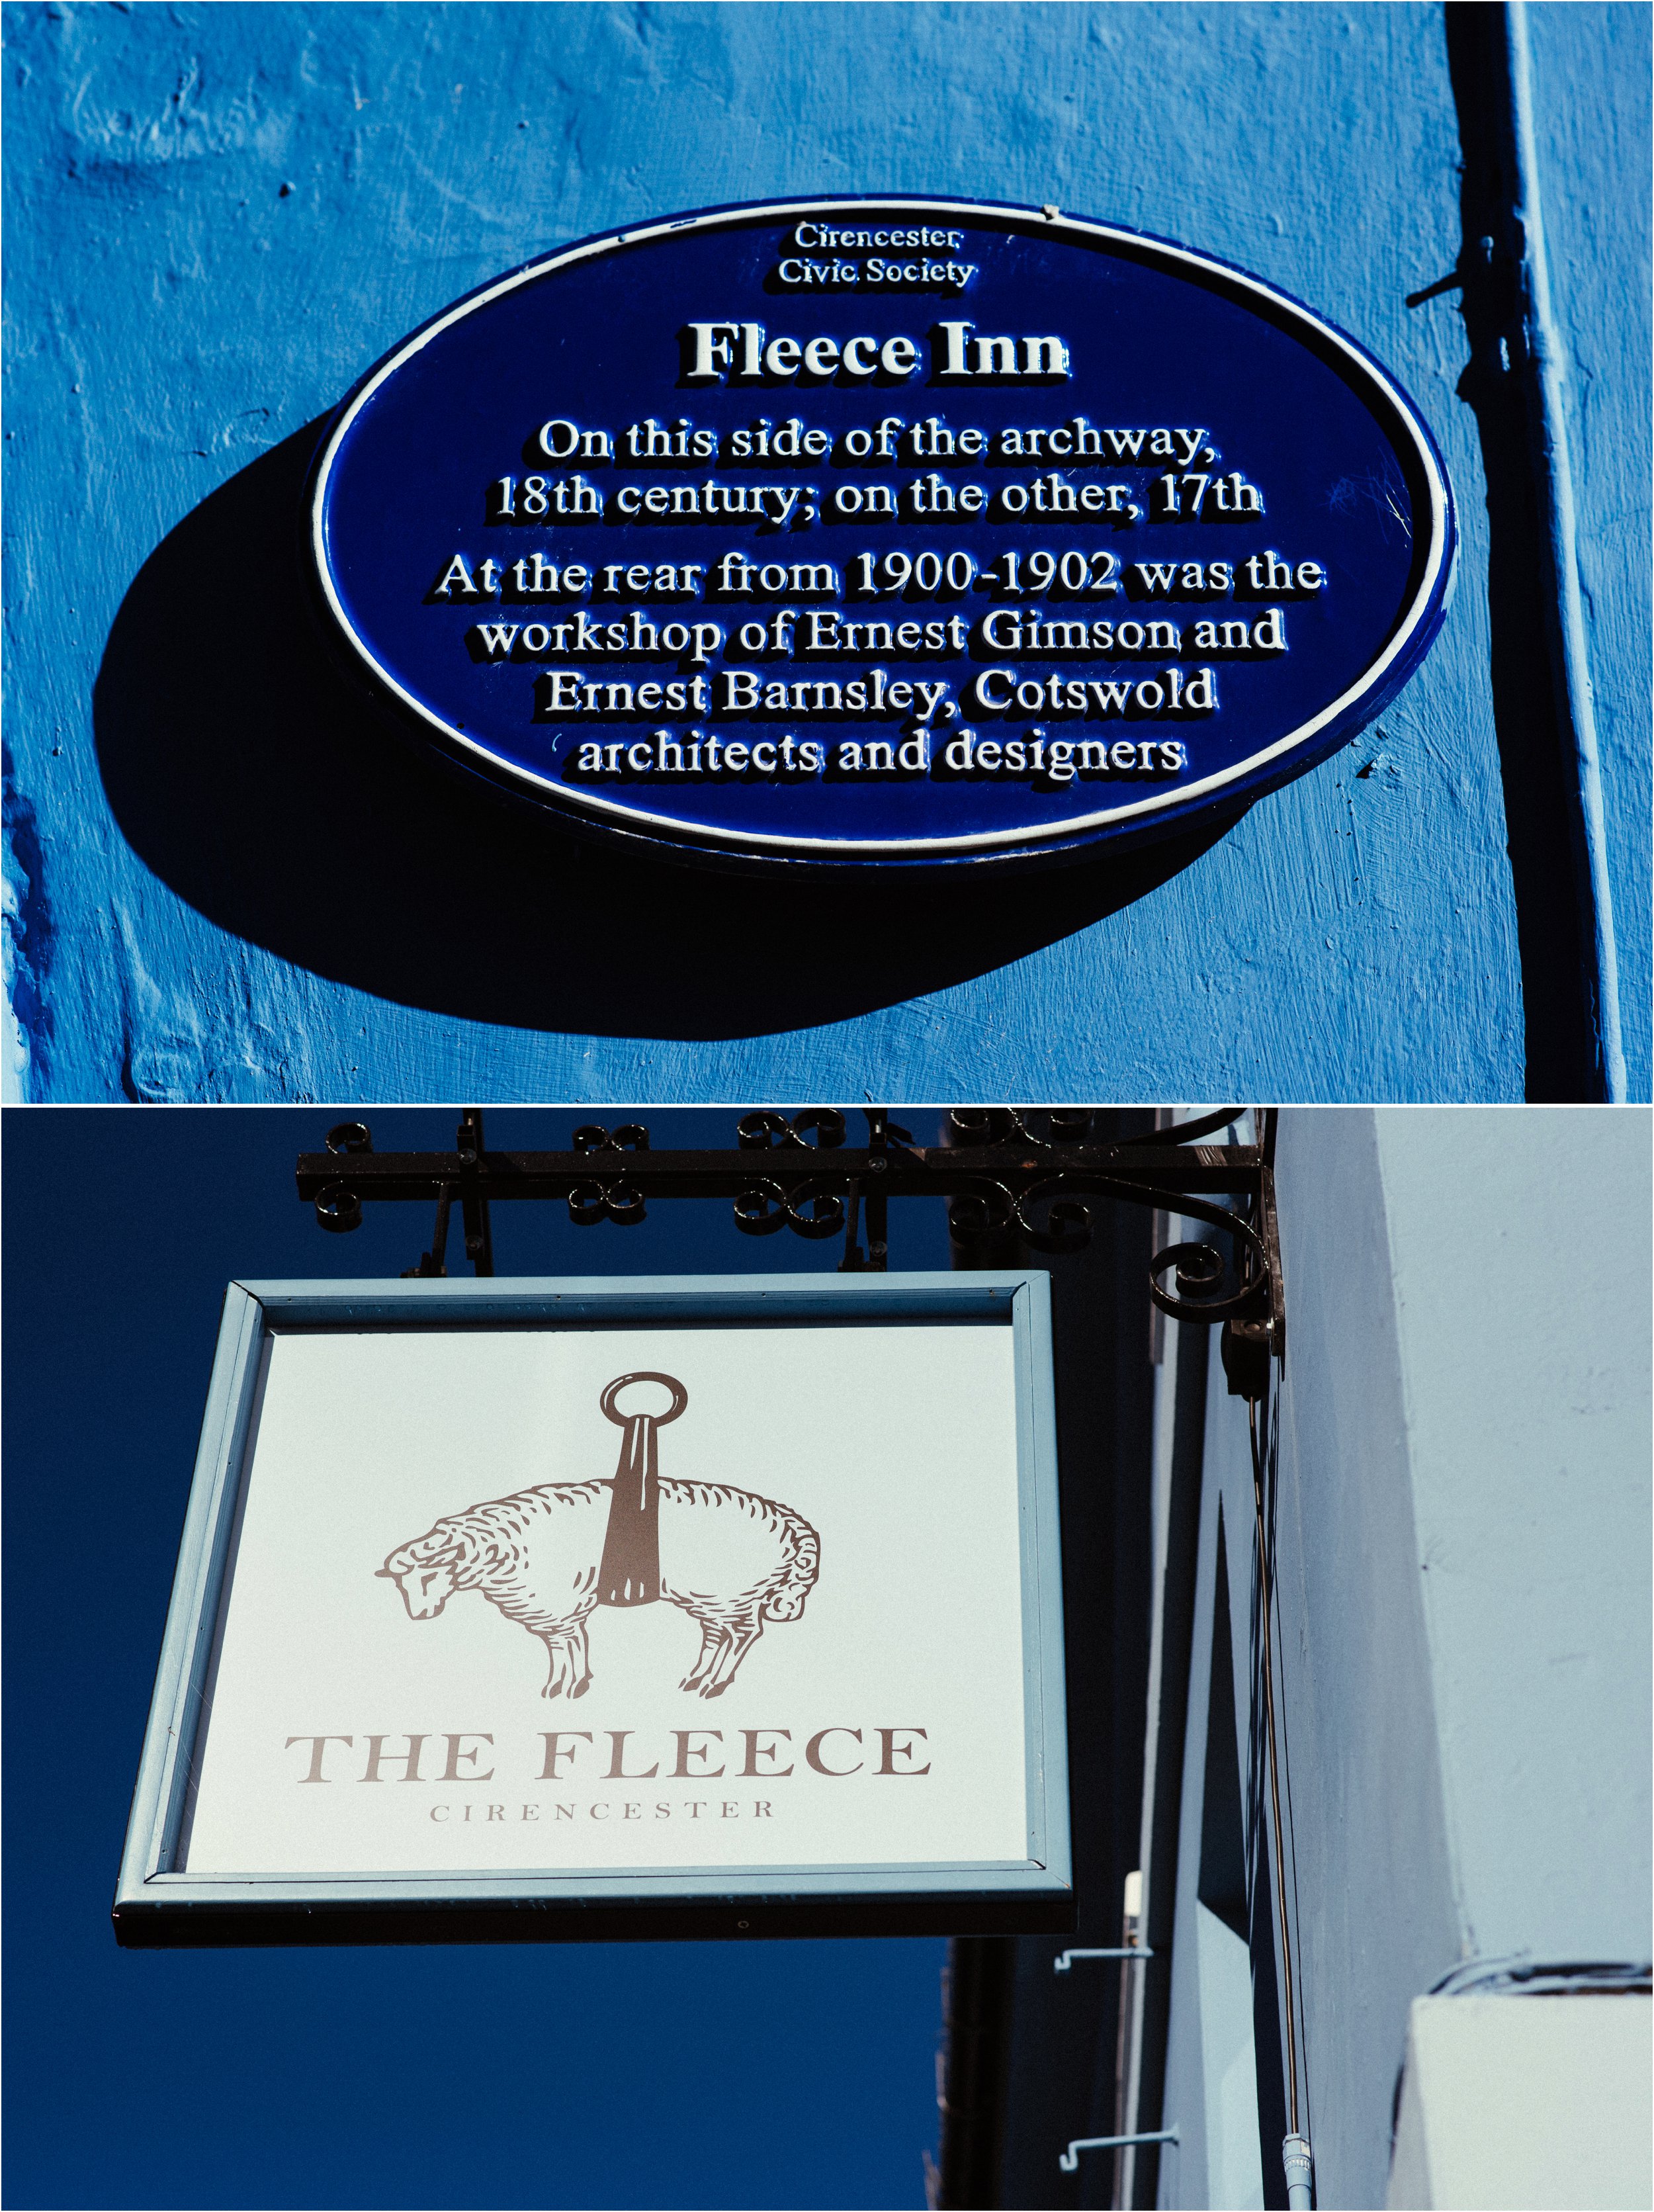 Cirencester
Civic Society
Fleece Inn
On this side of the archway,
18th century; on the other, 17th
At the rear from 1900-1902 was the
workshop of Ernest Gimson and
Ernest Barnsley, Cotswold
architects and designers
THE FLEECE
CIRENCESTER